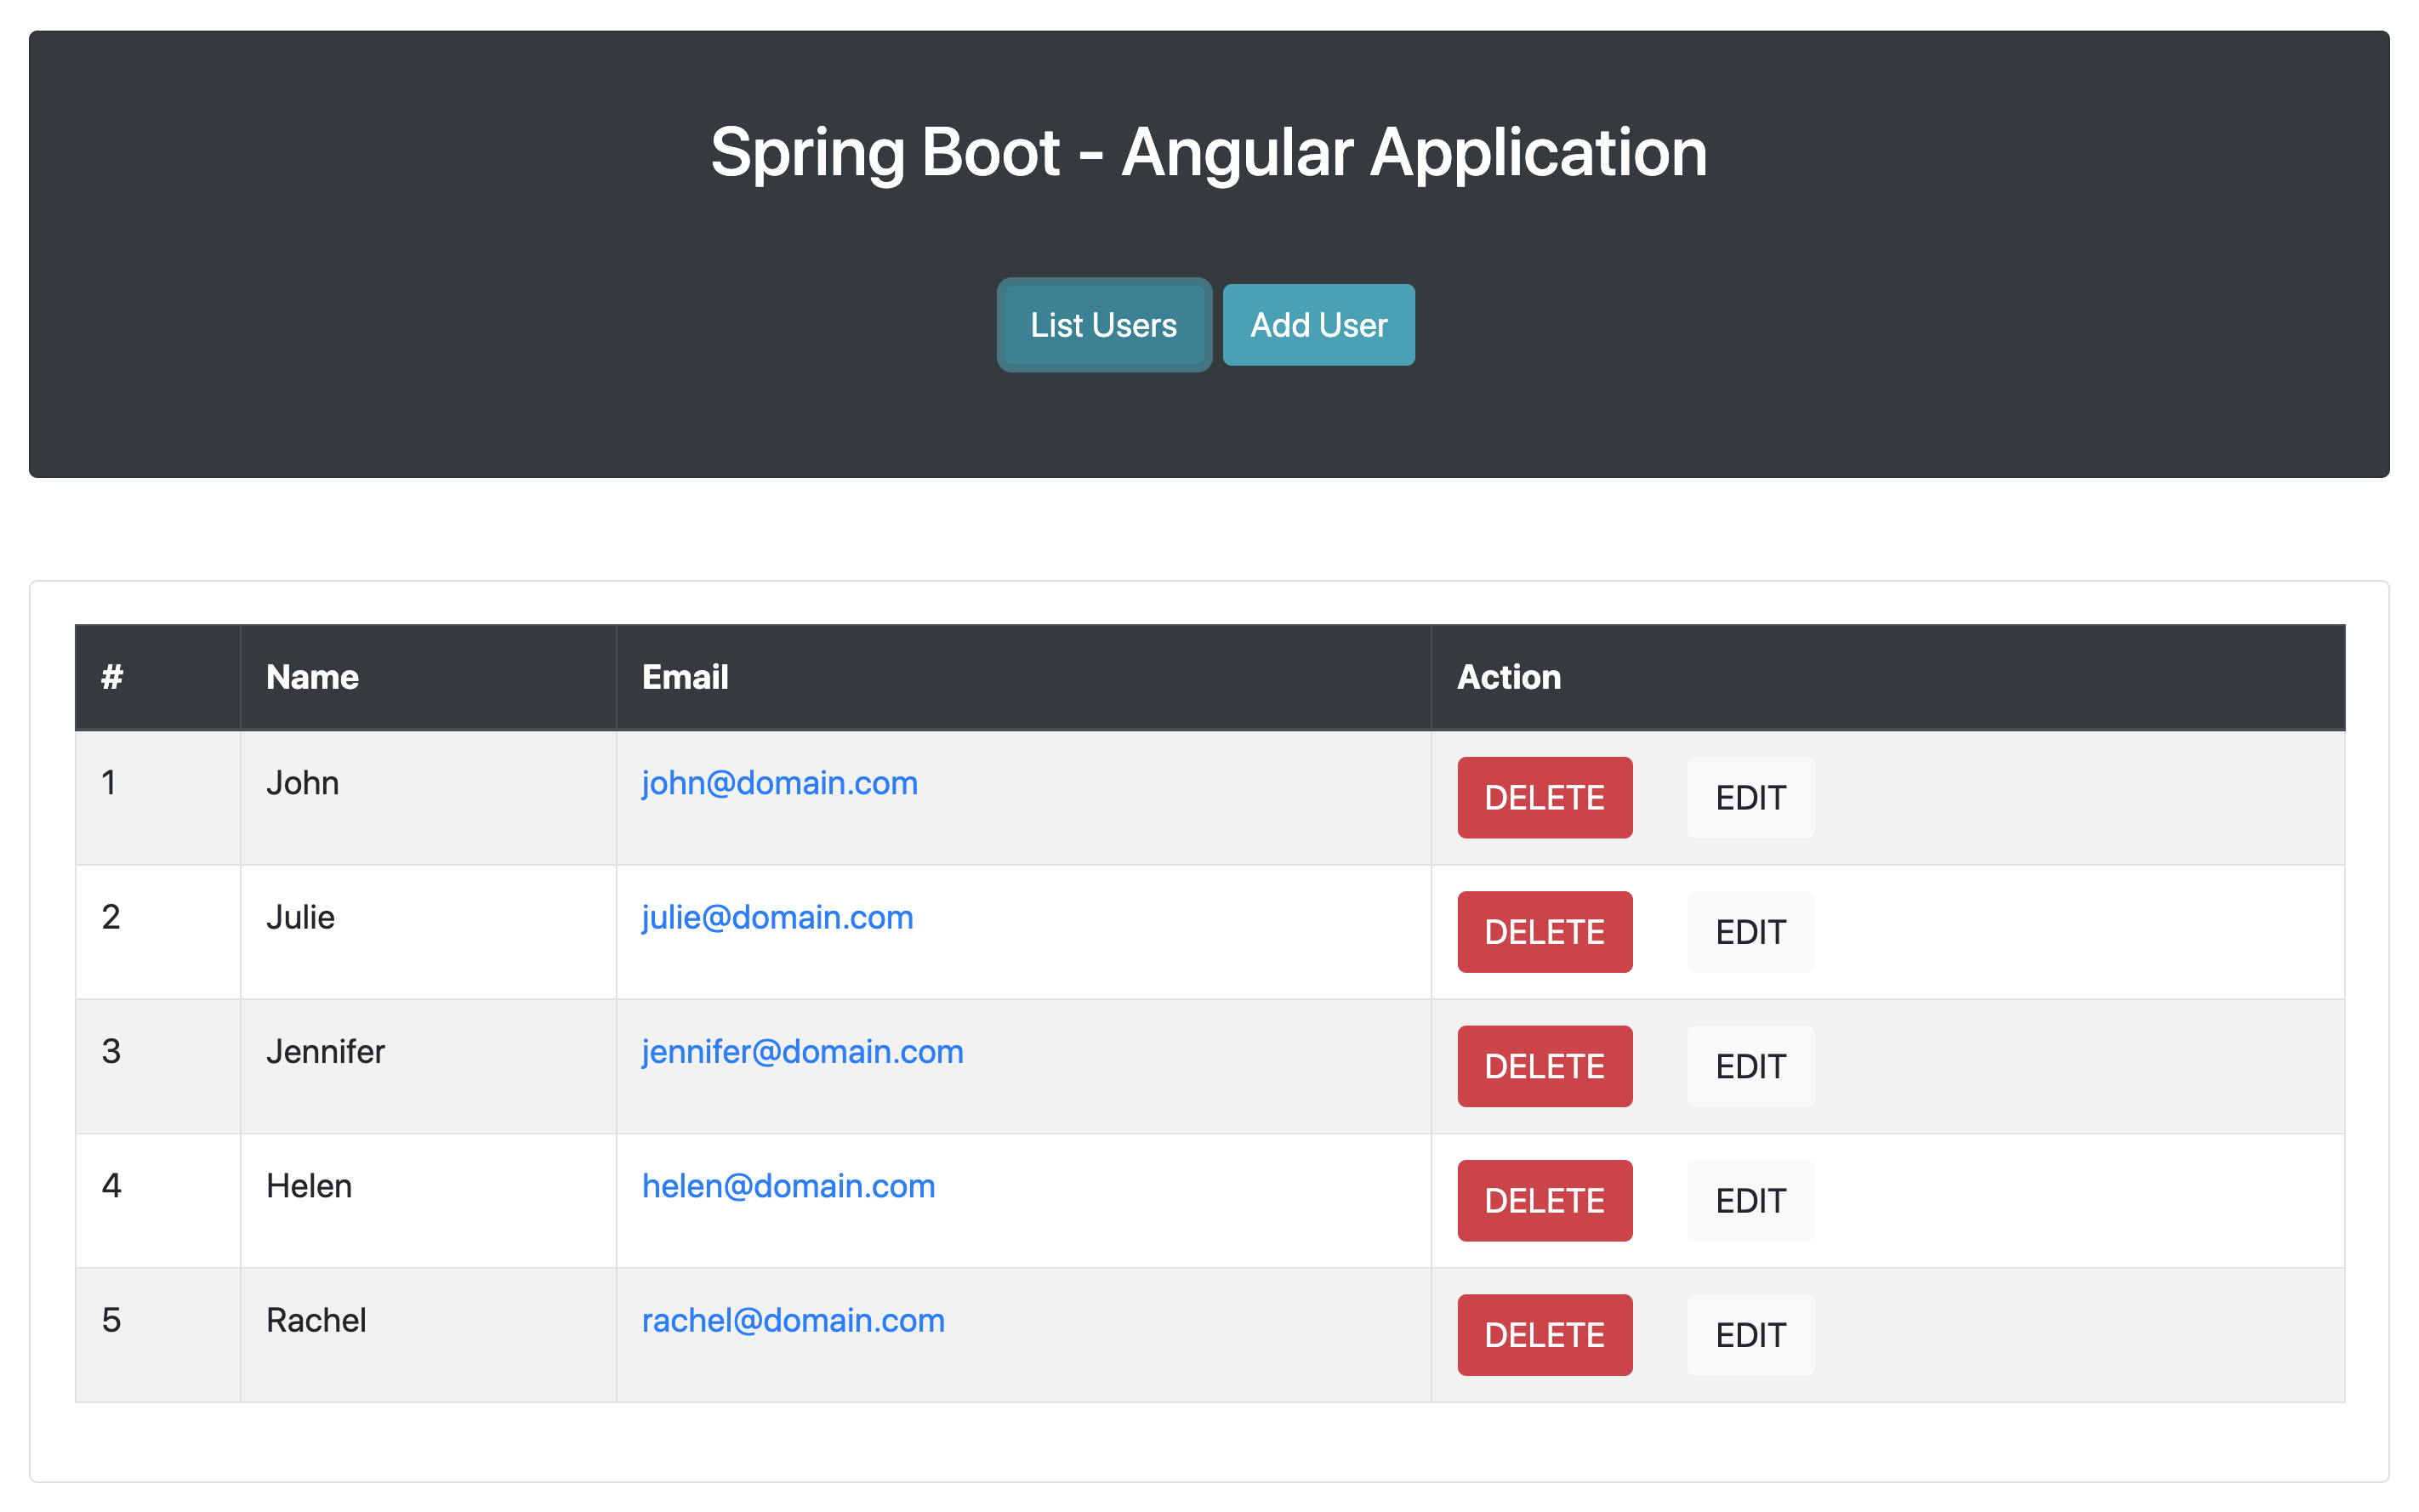 Spring Boot - Angular Application
List Users Add User
# Name Email Action
1 John john@domain.com DELETE EDIT
2 Julie julie@domain.com DELETE EDIT
3 Jennifer jennifer@domain.com DELETE EDIT
4 Helen helen@domain.com DELETE EDIT
5 Rachel rachel@domain.com DELETE EDIT